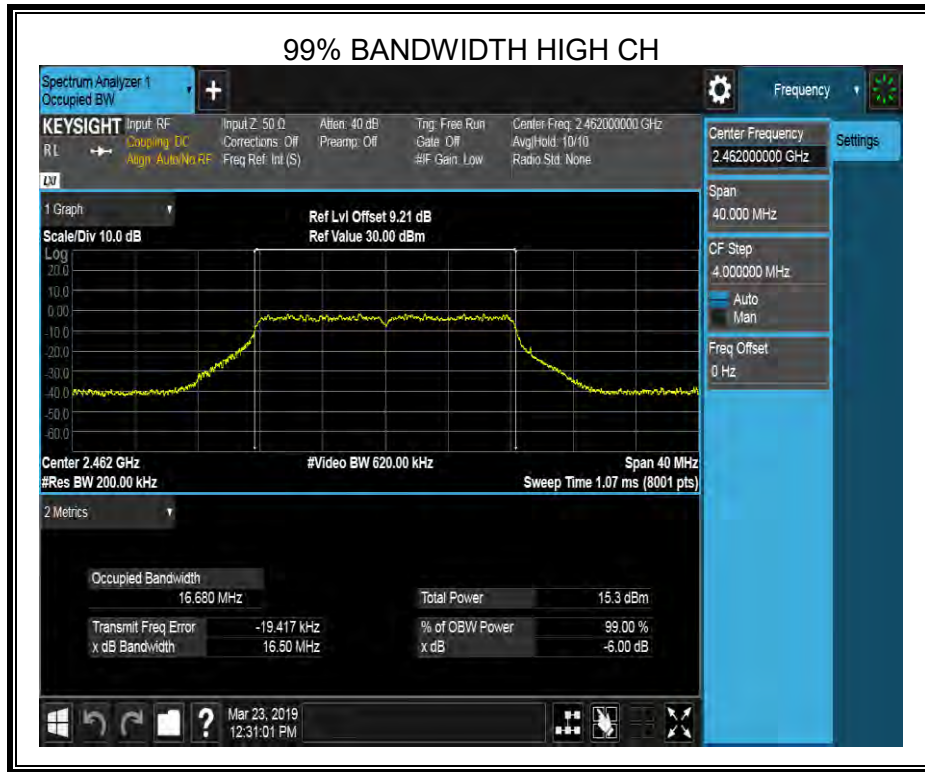 99% BANDWIDTH HIGH CH
Spectrum Analyzer 1
Occupied BW
+
Frequency
KEYSIGHT
RL
LXI
Input: RF
Coupling: DC
Align: Auto/No RF
Input Z: 50 Ω
Corrections: Off
Freq Ref: Int (S)
Atten: 40 dB
Preamp: Off
Trig: Free Run
Gate: Off
#IF Gain: Low
Center Freq: 2.462000000 GHz
Avg|Hold: 10/10
Radio Std: None
Center Frequency
2.462000000 GHz
Settings
Span
40.000 MHz
CF Step
4.000000 MHz
Auto
Man
Freq Offset
0 Hz
1 Graph
Scale/Div 10.0 dB
Ref Lvl Offset 9.21 dB
Ref Value 30.00 dBm
Log
20.0
10.0
0.00
-10.0
-20.0
-30.0
-40.0
-50.0
-60.0
Center 2.462 GHz
#Video BW 620.00 kHz
Span 40 MHz
#Res BW 200.00 kHz
Sweep Time 1.07 ms (8001 pts)
2 Metrics
Occupied Bandwidth
16.680 MHz
Total Power 15.3 dBm
Transmit Freq Error -19.417 kHz
% of OBW Power 99.00 %
x dB Bandwidth 16.50 MHz
x dB -6.00 dB
?
Mar 23, 2019
12:31:01 PM